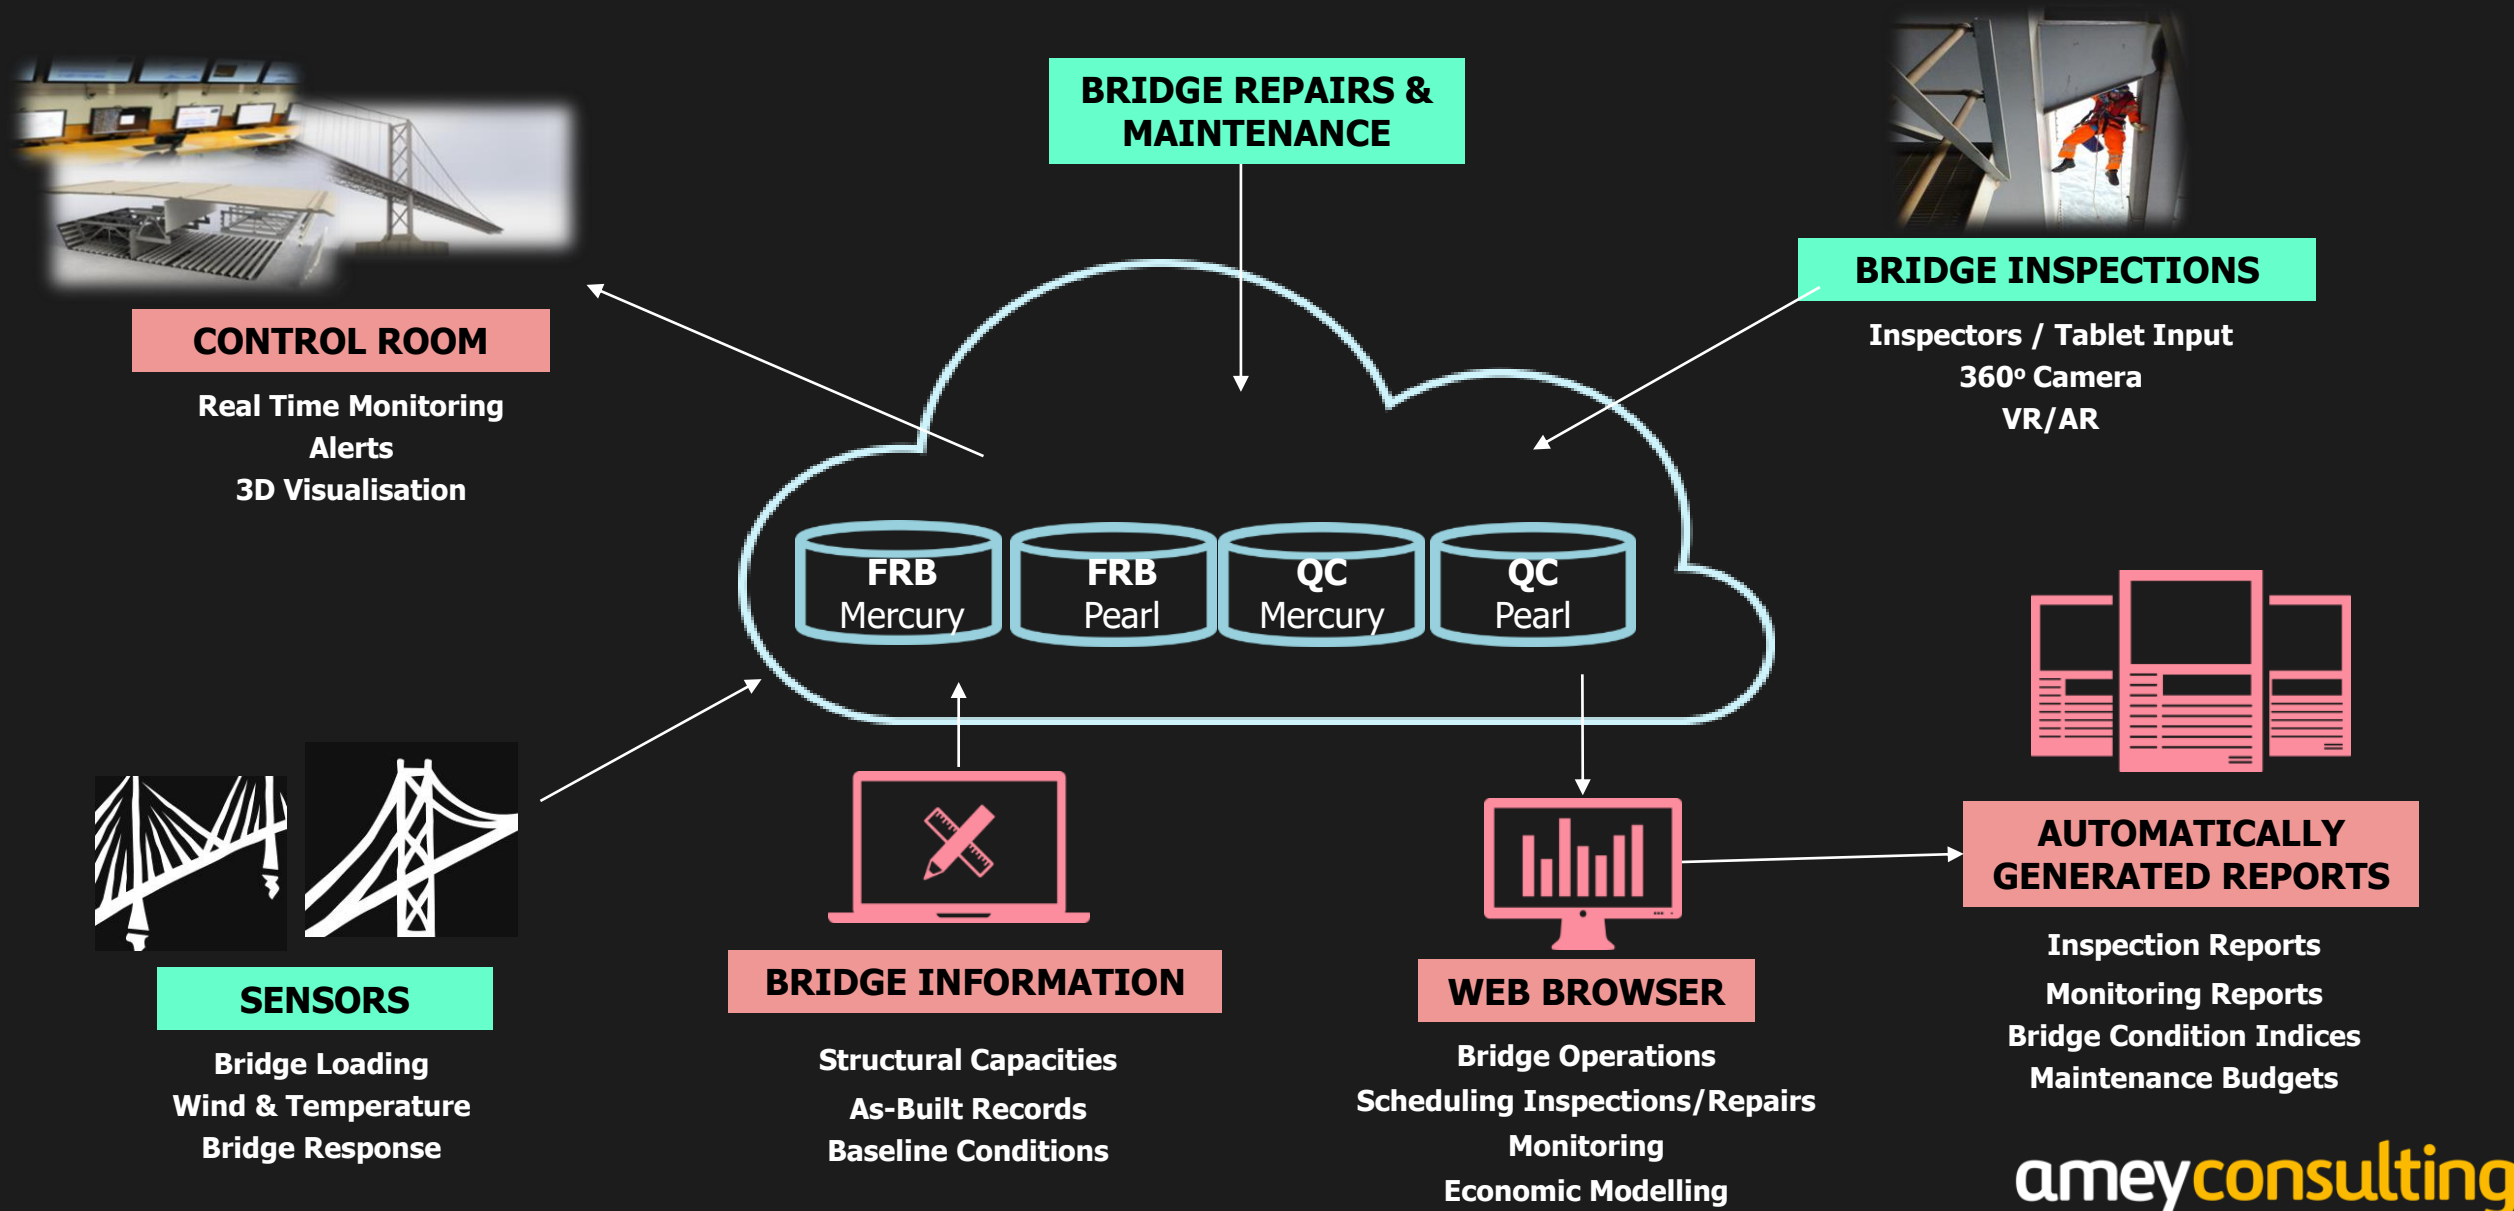 BRIDGE REPAIRS &
MAINTENANCE
BRIDGE INSPECTIONS
Inspectors / Tablet Input
360º Camera
VR/AR
CONTROL ROOM
Real Time Monitoring
Alerts
3D Visualisation
FRB
Mercury
FRB
Pearl
QC
Mercury
QC
Pearl
SENSORS
Bridge Loading
Wind & Temperature
Bridge Response
BRIDGE INFORMATION
Structural Capacities
As-Built Records
Baseline Conditions
WEB BROWSER
Bridge Operations
Scheduling Inspections/Repairs
Monitoring
Economic Modelling
AUTOMATICALLY
GENERATED REPORTS
Inspection Reports
Monitoring Reports
Bridge Condition Indices
Maintenance Budgets
ameyconsulting